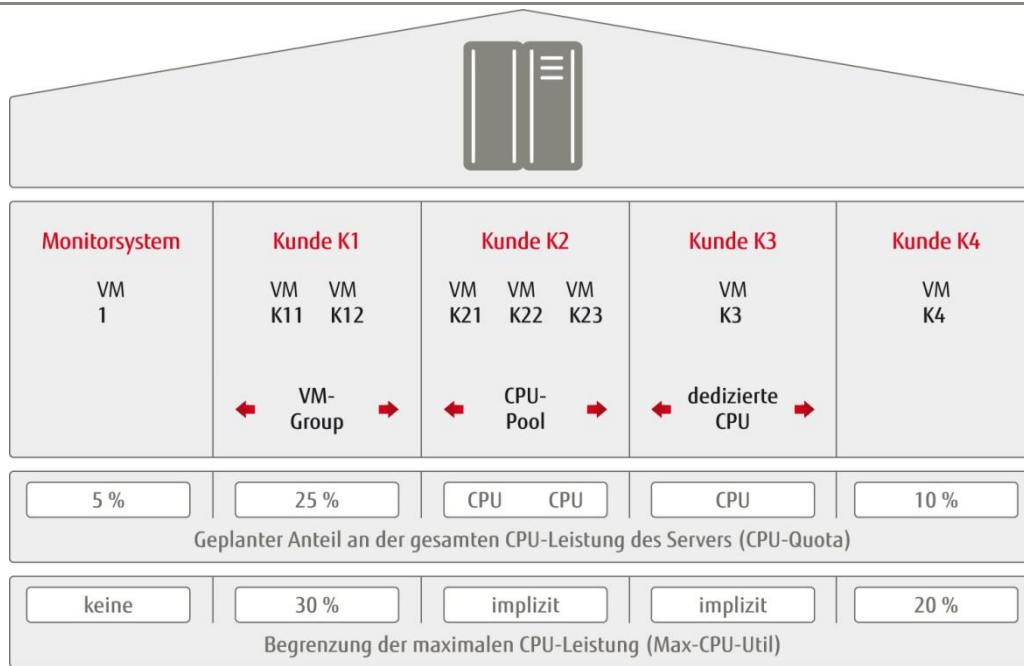 Monitorsystem
VM
1
Kunde K1
VM VM
K11 K12
VM-
Group
Kunde K2
VM VM VM
K21 K22 K23
CPU-
Pool
Kunde K3
VM
K3
dedizierte
CPU
Kunde K4
VM
K4
5 % 25 % CPU CPU CPU 10 %
Geplanter Anteil an der gesamten CPU-Leistung des Servers (CPU-Quota)
keine 30 % implizit implizit 20 %
Begrenzung der maximalen CPU-Leistung (Max-CPU-Util)